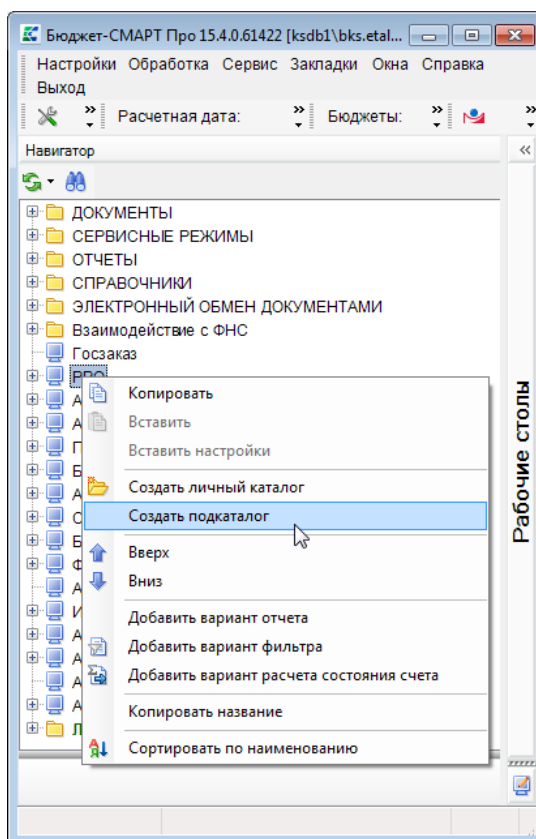 Бюджет-СМАРТ Про 15.4.0.61422 [ksdb1\bks.etal...
Настройки Обработка Сервис Закладки Окна Справка
Выход
Расчетная дата: Бюджеты:
Навигатор
ДОКУМЕНТЫ
СЕРВИСНЫЕ РЕЖИМЫ
ОТЧЕТЫ
СПРАВОЧНИКИ
ЭЛЕКТРОННЫЙ ОБМЕН ДОКУМЕНТАМИ
Взаимодействие с ФНС
Госзаказ
Копировать
Вставить
Вставить настройки
Создать личный каталог
Создать подкаталог
Вверх
Вниз
Добавить вариант отчета
Добавить вариант фильтра
Добавить вариант расчета состояния счета
Копировать название
Сортировать по наименованию
Рабочие столы